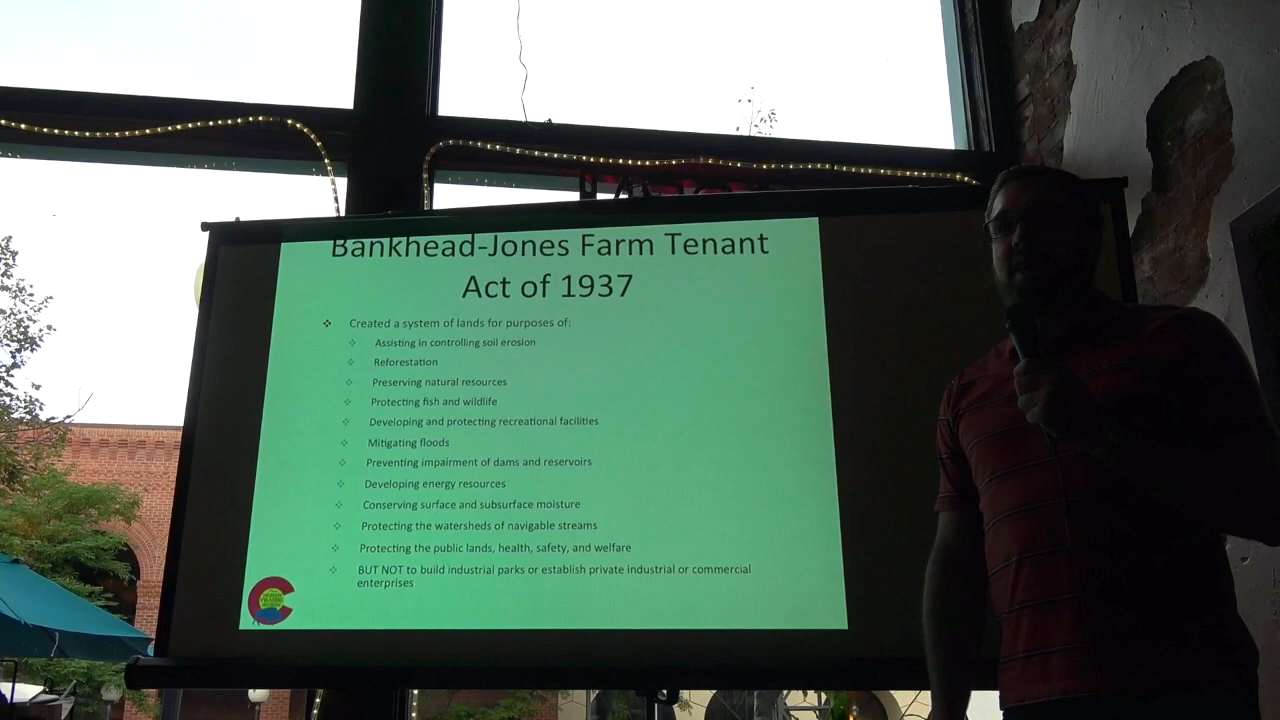 Bankhead-Jones Farm Tenant
Act of 1937
❖ Created a system of lands for purposes of:
❖ Assisting in controlling soil erosion
❖ Reforestation
❖ Preserving natural resources
❖ Protecting fish and wildlife
❖ Developing and protecting recreational facilities
❖ Mitigating floods
❖ Preventing impairment of dams and reservoirs
❖ Developing energy resources
❖ Conserving surface and subsurface moisture
❖ Protecting the watersheds of navigable streams
❖ Protecting the public lands, health, safety, and welfare
❖ BUT NOT to build industrial parks or establish private industrial or commercial
enterprises